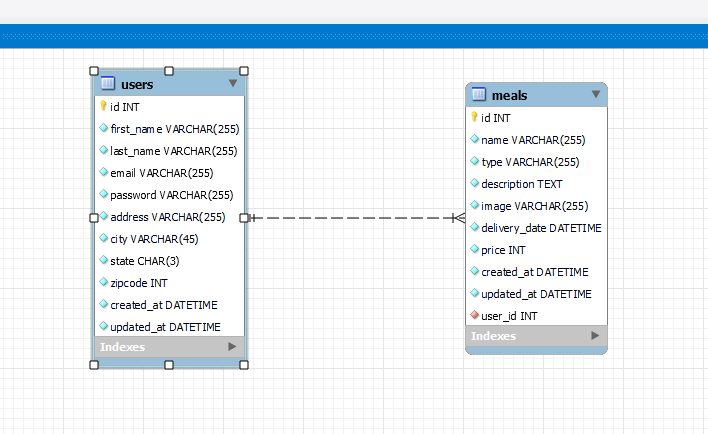 users
id INT
first_name VARCHAR(255)
last_name VARCHAR(255)
email VARCHAR(255)
password VARCHAR(255)
address VARCHAR(255)
city VARCHAR(45)
state CHAR(3)
zipcode INT
created_at DATETIME
updated_at DATETIME
Indexes
meals
id INT
name VARCHAR(255)
type VARCHAR(255)
description TEXT
image VARCHAR(255)
delivery_date DATETIME
price INT
created_at DATETIME
updated_at DATETIME
user_id INT
Indexes